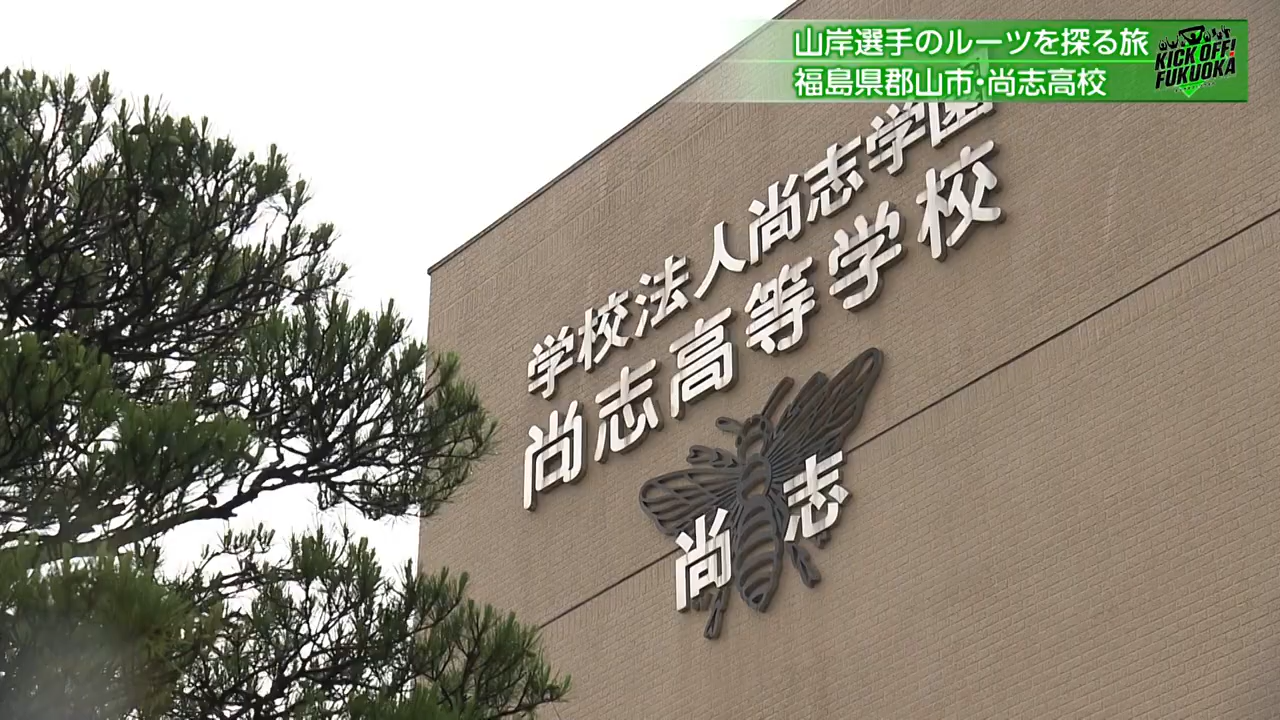 山岸選手のルーツを探る旅
福島県郡山市・尚志高校
KICK OFF!
FUKUOKA
学校法人尚志学園
尚志高等学校
尚志